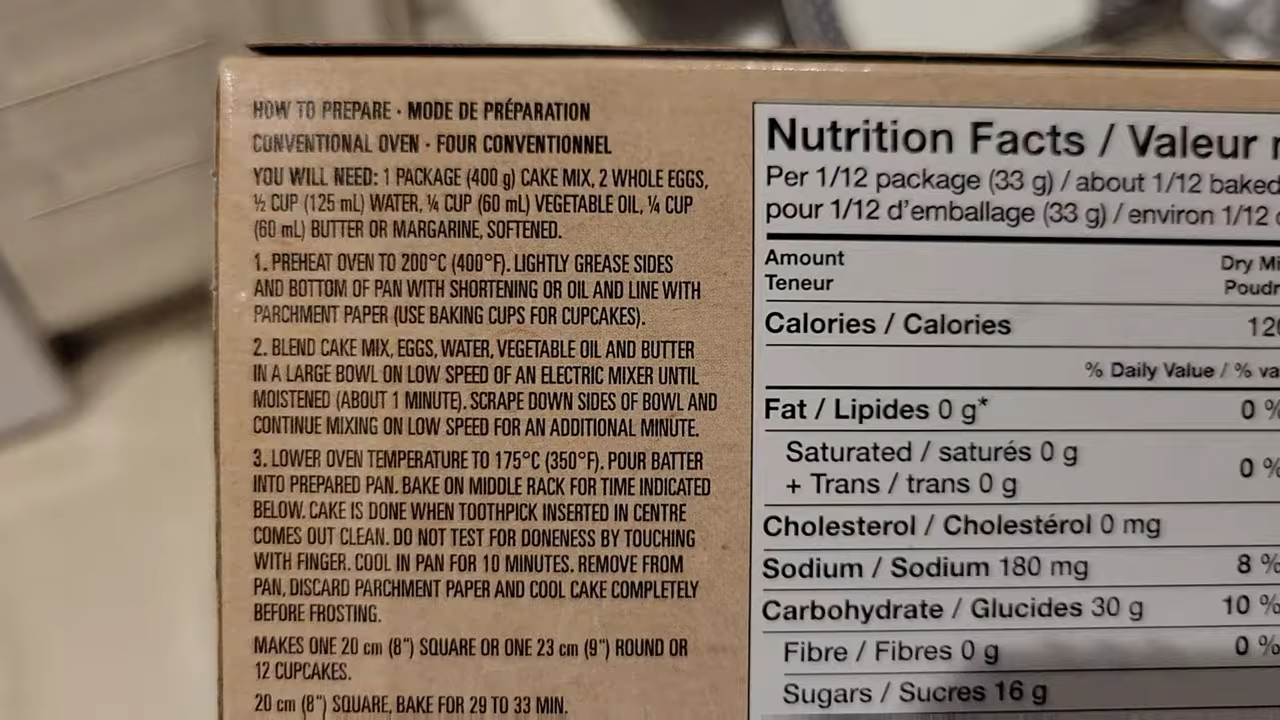 HOW TO PREPARE · MODE DE PRÉPARATION
CONVENTIONAL OVEN · FOUR CONVENTIONNEL
YOU WILL NEED: 1 PACKAGE (400 g) CAKE MIX, 2 WHOLE EGGS,
½ CUP (125 mL) WATER, ¼ CUP (60 mL) VEGETABLE OIL, ¼ CUP
(60 mL) BUTTER OR MARGARINE, SOFTENED.
1. PREHEAT OVEN TO 200°C (400°F). LIGHTLY GREASE SIDES
AND BOTTOM OF PAN WITH SHORTENING OR OIL AND LINE WITH
PARCHMENT PAPER (USE BAKING CUPS FOR CUPCAKES).
2. BLEND CAKE MIX, EGGS, WATER, VEGETABLE OIL AND BUTTER
IN A LARGE BOWL ON LOW SPEED OF AN ELECTRIC MIXER UNTIL
MOISTENED (ABOUT 1 MINUTE). SCRAPE DOWN SIDES OF BOWL AND
CONTINUE MIXING ON LOW SPEED FOR AN ADDITIONAL MINUTE.
3. LOWER OVEN TEMPERATURE TO 175°C (350°F). POUR BATTER
INTO PREPARED PAN. BAKE ON MIDDLE RACK FOR TIME INDICATED
BELOW. CAKE IS DONE WHEN TOOTHPICK INSERTED IN CENTRE
COMES OUT CLEAN. DO NOT TEST FOR DONENESS BY TOUCHING
WITH FINGER. COOL IN PAN FOR 10 MINUTES. REMOVE FROM
PAN, DISCARD PARCHMENT PAPER AND COOL CAKE COMPLETELY
BEFORE FROSTING.
MAKES ONE 20 cm (8") SQUARE OR ONE 23 cm (9") ROUND OR
12 CUPCAKES.
20 cm (8") SQUARE, BAKE FOR 29 TO 33 MIN.
Nutrition Facts / Valeur
Per 1/12 package (33 g) / about 1/12 baked
pour 1/12 d'emballage (33 g) / environ 1/12
Amount
Teneur
Dry
Calories / Calories
% Daily Value / %
Fat / Lipides 0 g* 0 %
Saturated / saturés 0 g
+ Trans / trans 0 g
0 %
Cholesterol / Cholestérol 0 mg
Sodium / Sodium 180 mg 8 %
Carbohydrate / Glucides 30 g 10 %
Fibre / Fibres 0 g 0 %
Sugars / Sucres 16 g